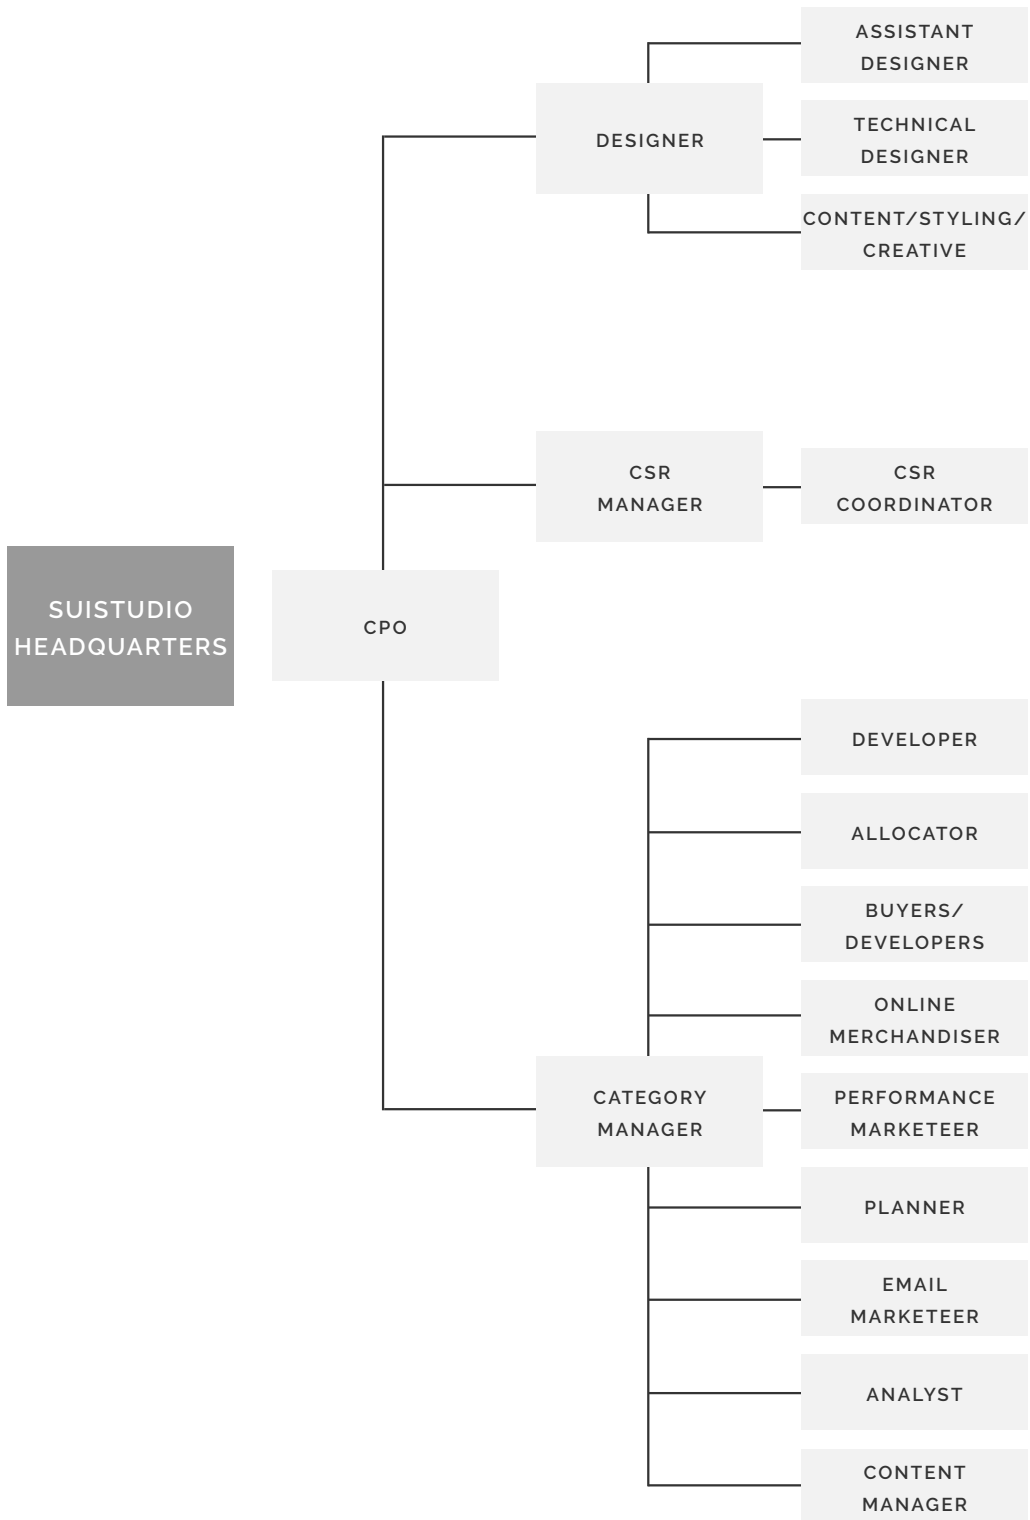 ASSISTANT
DESIGNER
DESIGNER
TECHNICAL
DESIGNER
CONTENT/STYLING/
CREATIVE
CSR
MANAGER
CSR
COORDINATOR
SUISTUDIO
HEADQUARTERS
CPO
DEVELOPER
ALLOCATOR
BUYERS/
DEVELOPERS
ONLINE
MERCHANDISER
CATEGORY
MANAGER
PERFORMANCE
MARKETEER
PLANNER
EMAIL
MARKETEER
ANALYST
CONTENT
MANAGER